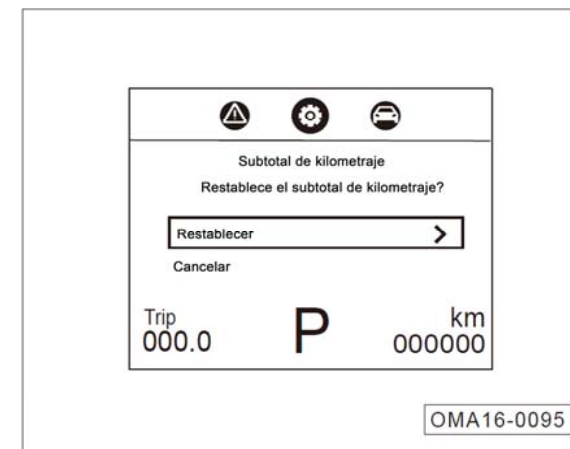 Subtotal de kilometraje
Restablece el subtotal de kilometraje?
Restablecer
Cancelar
Trip
000.0
P
km
000000
OMA16-0095